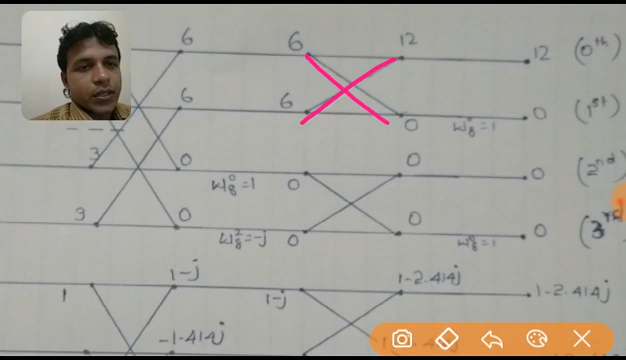 6 6 12 12 (0th)
6 6 0 W₈⁰=1 0 (1st)
3 0 W₈⁰=1 0 0 0 (2nd)
3 0 W₈²=-j 0 0 W₈⁰=1 0
1 1-j 1-j 1-2.414j 1-2.414j
-1.414j